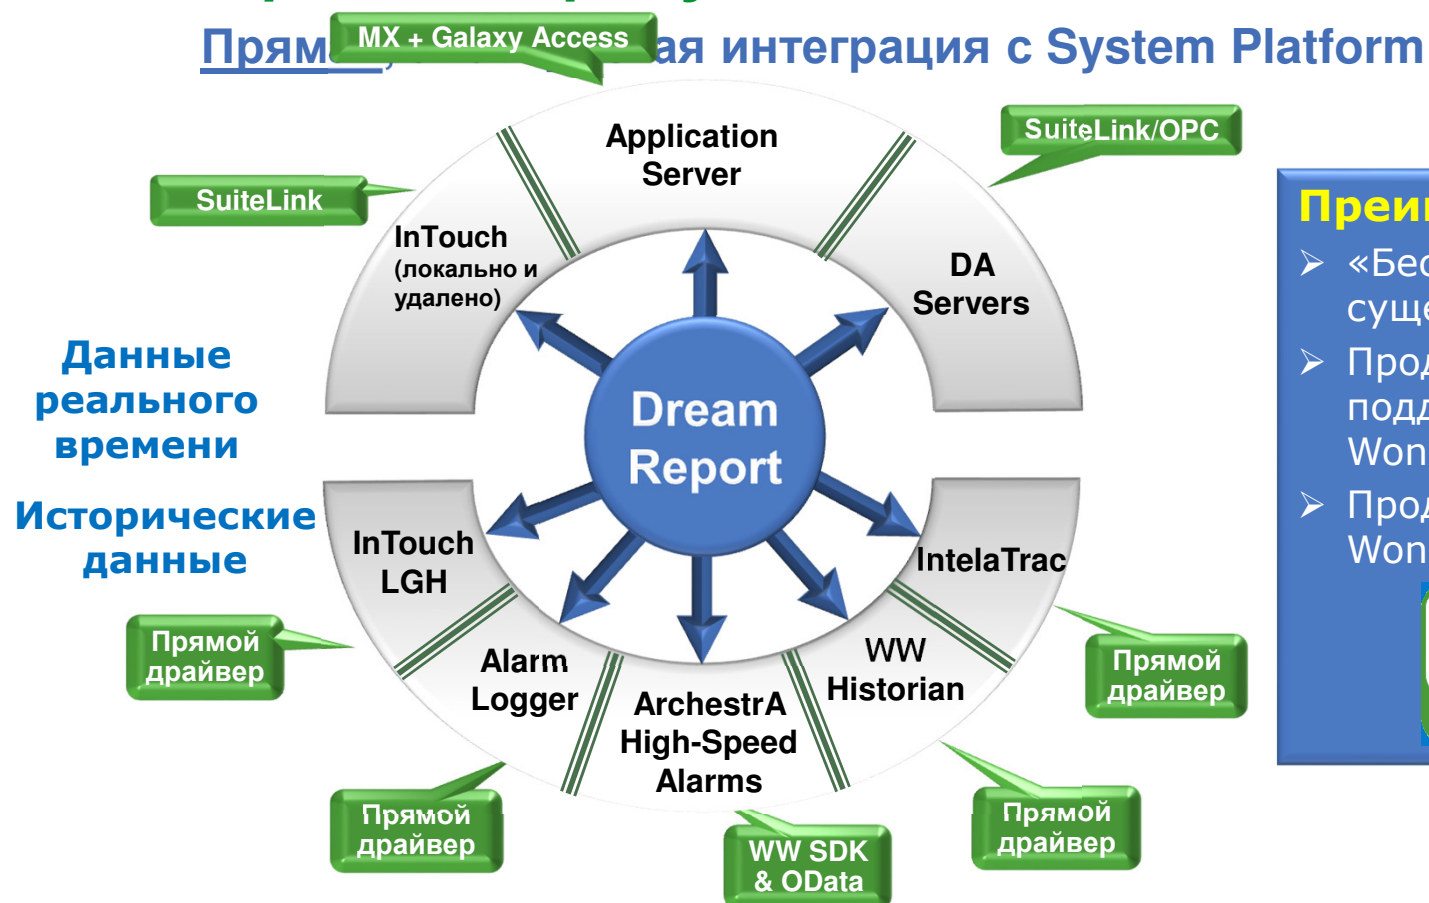 MX + Galaxy Access
ая интеграция с System Platform
SuiteLink/OPC
SuiteLink
Application
Server
InTouch
(локально и
удалено)
DA
Servers
Данные
реального
времени
Dream
Report
Исторические
данные
InTouch
LGH
Alarm
Logger
ArchestrA
High-Speed
Alarms
WW
Historian
IntelaTrac
Прямой
драйвер
Прямой
драйвер
WW SDK
& OData
Прямой
драйвер
Прямой
драйвер